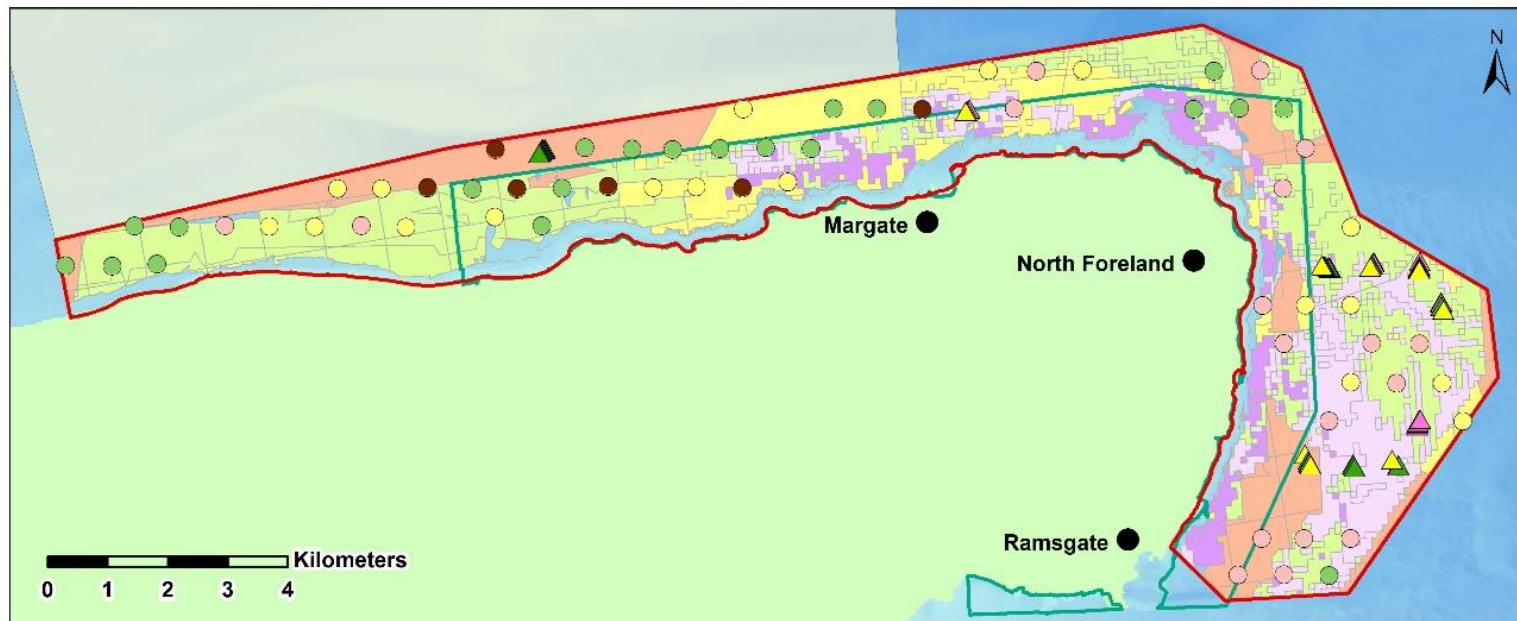 N
Margate
North Foreland
Ramsgate
Kilometers
0 1 2 3 4